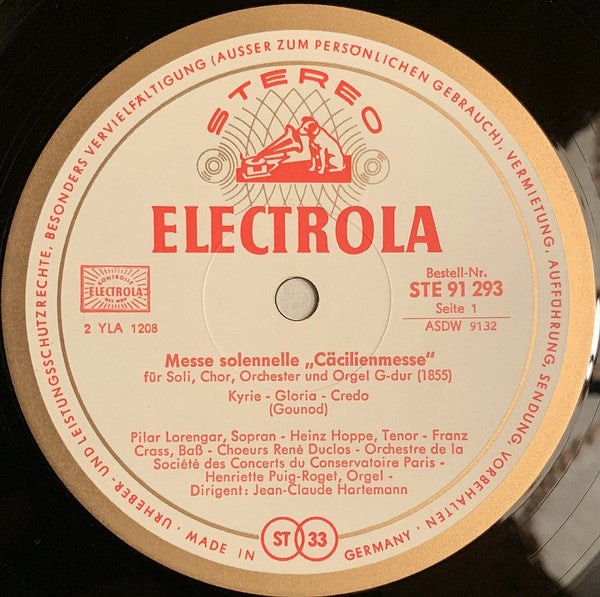 URHEBER- UND LEISTUNGSSCHUTZRECHTE, BESONDERS VERVIELFÄLTIGUNG (AUSSER ZUM PERSÖNLICHEN GEBRAUCH), VERMIETUNG, AUFFÜHRUNG, SENDUNG, VORBEHALTEN ·
STEREO
ELECTROLA
KONTROLLE
ELECTROLA
2 YLA 1208
Bestell-Nr.
STE 91 293
Seite 1
ASDW 9132
Messe solennelle „Cäcilienmesse“
für Soli, Chor, Orchester und Orgel G-dur (1855)
Kyrie - Gloria - Credo
(Gounod)
Pilar Lorengar, Sopran - Heinz Hoppe, Tenor - Franz
Crass, Baß - Choeurs René Duclos - Orchestre de la
Société des Concerts du Conservatoire Paris -
Henriette Puig-Roget, Orgel -
Dirigent: Jean-Claude Hartemann
MADE IN
ST 33
GERMANY ·